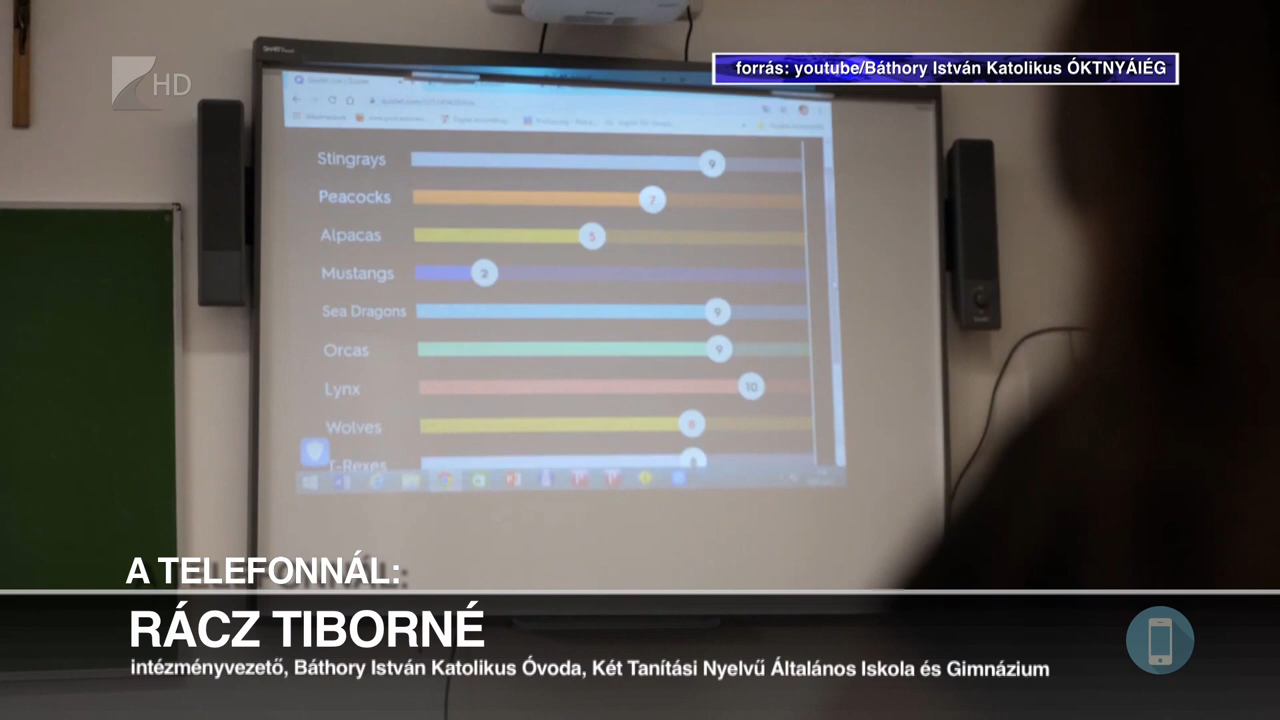 HD
forrás: youtube/Báthory István Katolikus ÓKTNYÁIÉG
Stingrays 9
Peacocks 7
Alpacas 5
Mustangs 2
Sea Dragons 9
Orcas 9
Lynx 10
Wolves 8
T-Rexes
A TELEFONNÁL:
RÁCZ TIBORNÉ
intézményvezető, Báthory István Katolikus Óvoda, Két Tanítási Nyelvű Általános Iskola és Gimnázium